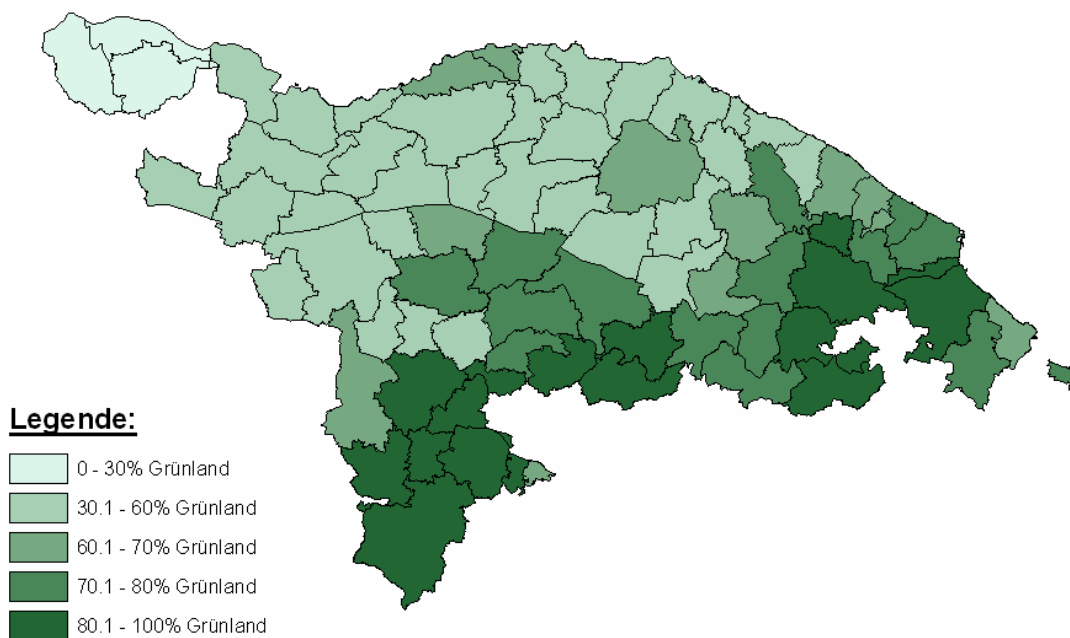 Legende:
0 - 30% Grünland
30.1 - 60% Grünland
60.1 - 70% Grünland
70.1 - 80% Grünland
80.1 - 100% Grünland